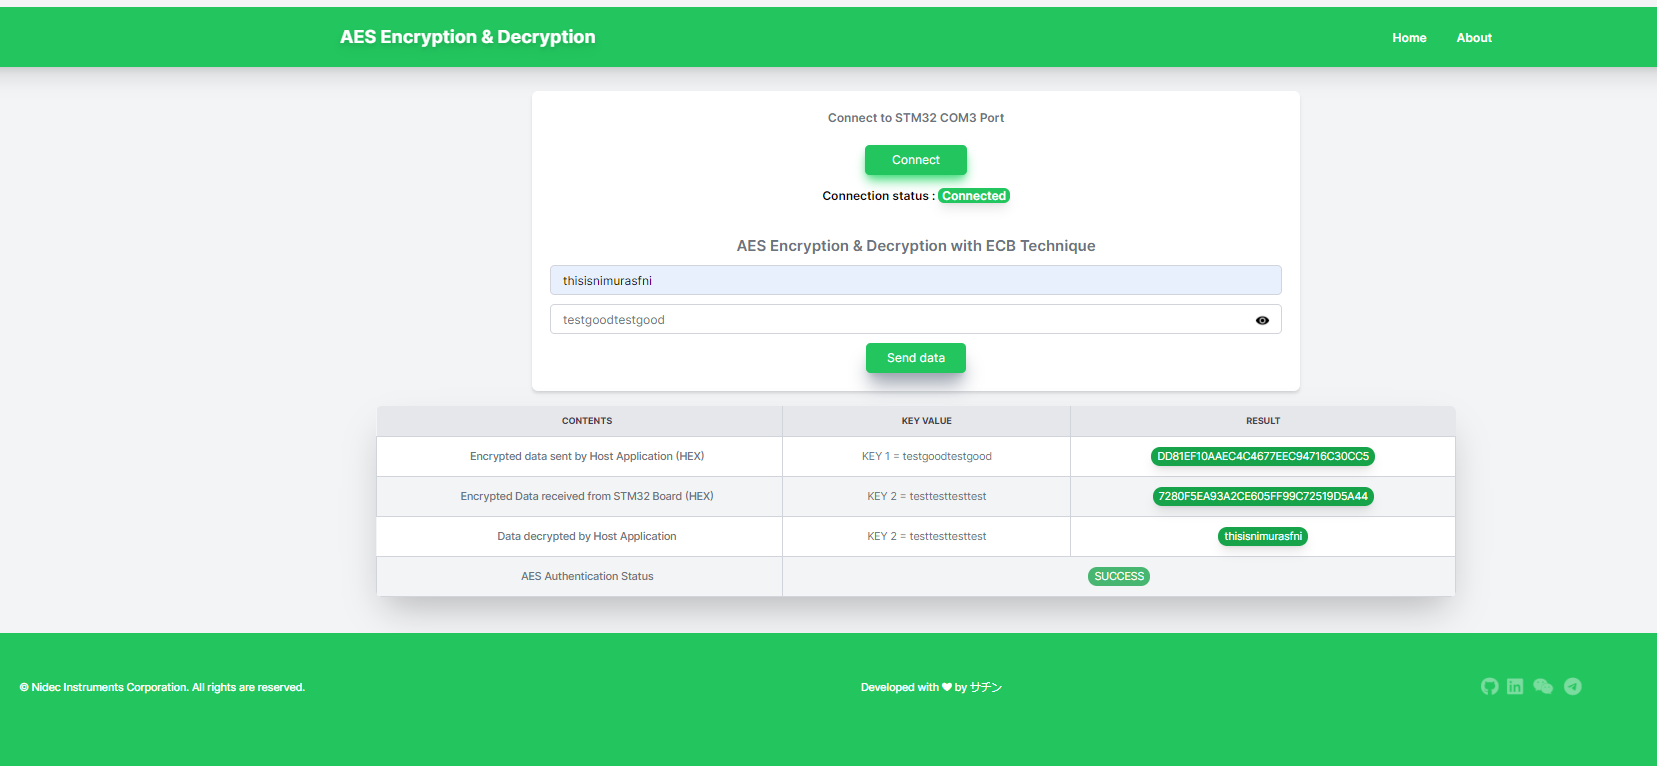 AES Encryption & Decryption
Home About
Connect to STM32 COM3 Port
Connect
Connection status : Connected
AES Encryption & Decryption with ECB Technique
thisisnimurasfni
testgoodtestgood
Send data
CONTENTS KEY VALUE RESULT
Encrypted data sent by Host Application (HEX) KEY 1 = testgoodtestgood DD81EF10AAEC4C4677EEC94716C30CC5
Encrypted Data received from STM32 Board (HEX) KEY 2 = testtesttesttest 7280F5EA93A2CE605FF99C72519D5A44
Data decrypted by Host Application KEY 2 = testtesttesttest thisisnimurasfni
AES Authentication Status SUCCESS
© Nidec Instruments Corporation. All rights are reserved. Developed with ♥ by サチン